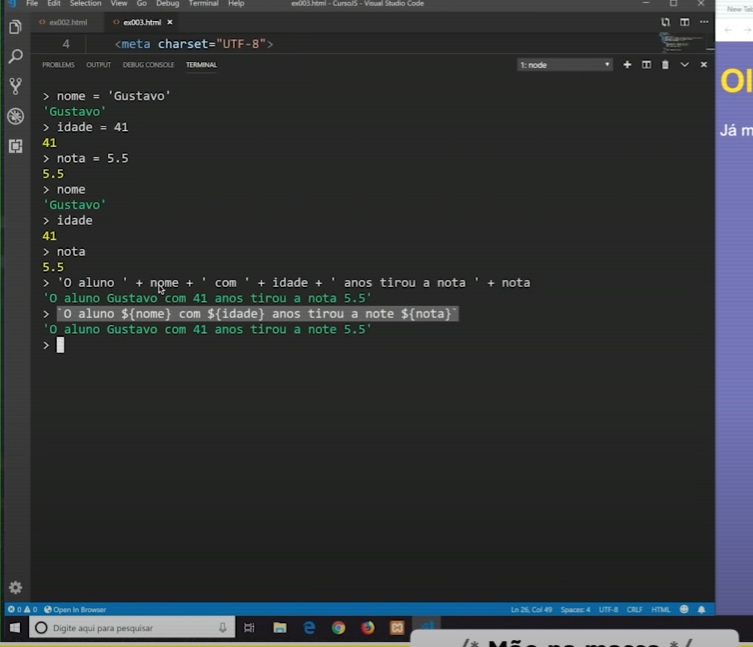 File Edit Selection View Go Debug Terminal Help
ex003.html - CursoJS - Visual Studio Code
New Tab
ex002.html
ex003.html
4 <meta charset="UTF-8">
PROBLEMS OUTPUT DEBUG CONSOLE TERMINAL
1: node
> nome = 'Gustavo'
'Gustavo'
> idade = 41
41
> nota = 5.5
5.5
> nome
'Gustavo'
> idade
41
> nota
5.5
> 'O aluno ' + nome + ' com ' + idade + ' anos tirou a nota ' + nota
'O aluno Gustavo com 41 anos tirou a nota 5.5'
> `O aluno ${nome} com ${idade} anos tirou a note ${nota}`
'O aluno Gustavo com 41 anos tirou a note 5.5'
>
Ol
Já m
0 0 Open In Browser
Ln 26, Col 49 Spaces: 4 UTF-8 CRLF HTML
Digite aqui para pesquisar